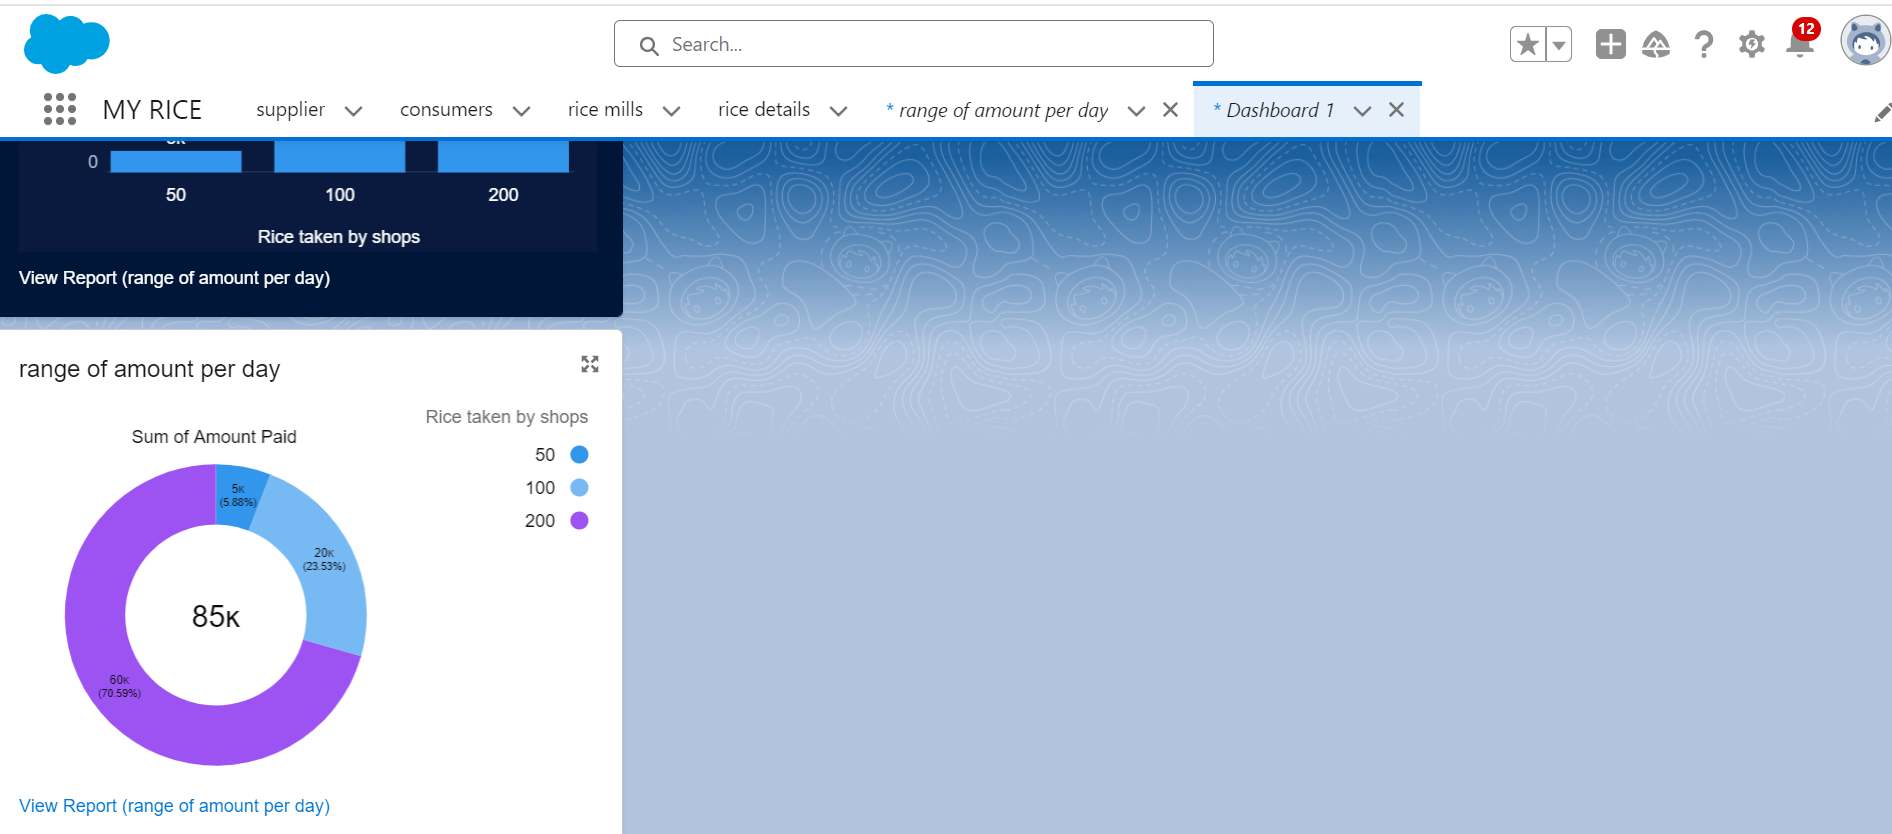 Search...
12
MY RICE
supplier
consumers
rice mills
rice details
* range of amount per day
* Dashboard 1
0
50
100
200
Rice taken by shops
View Report (range of amount per day)
range of amount per day
Rice taken by shops
50
100
200
Sum of Amount Paid
5K
(5.88%)
20K
(23.53%)
85K
60K
(70.59%)
View Report (range of amount per day)